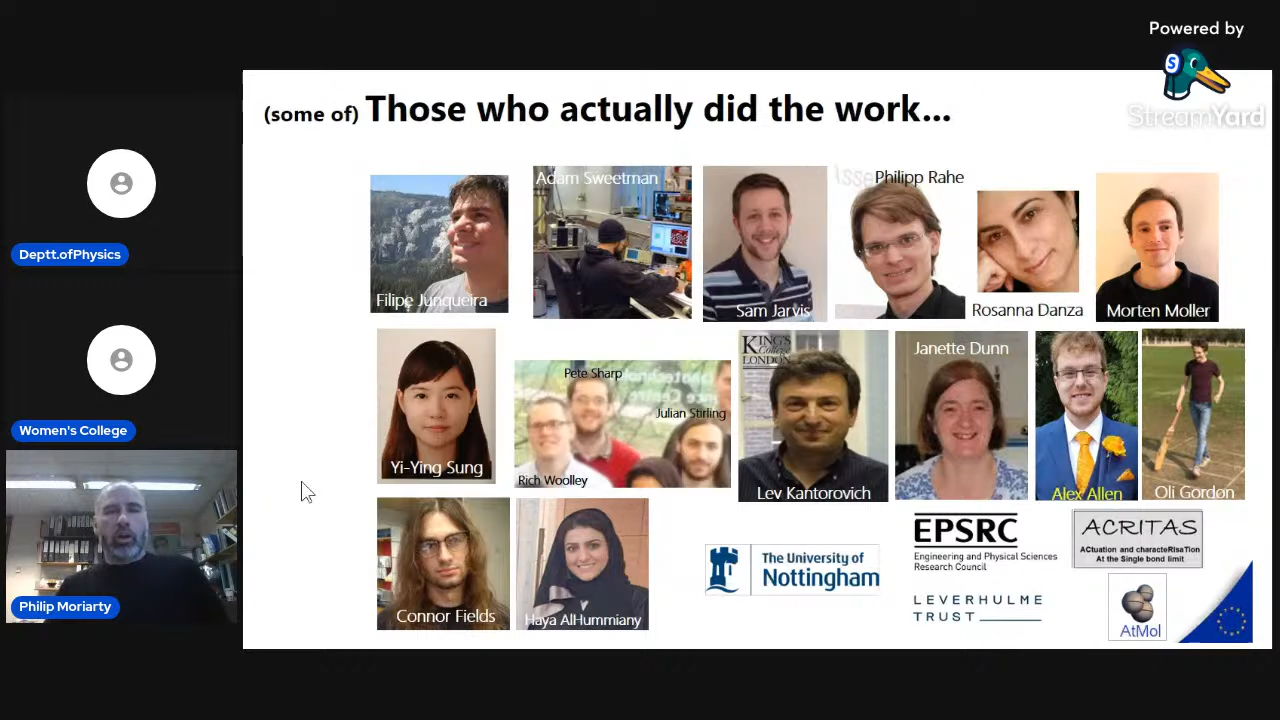 Powered by
StreamYard
(some of) Those who actually did the work...
Adam Sweetman
Philipp Rahe
Filipe Junqueira
Sam Jarvis
Rosanna Danza
Morten Moller
Deptt.ofPhysics
KING'S
College
LONDON
Janette Dunn
Pete Sharp
Julian Stirling
Yi-Ying Sung
Rich Woolley
Lev Kantorovich
Alex Allen
Oli Gordon
Women's College
EPSRC
Engineering and Physical Sciences
Research Council
ACRITAS
ACtuation and characteRIsaTion
At the Single bond limit
The University of
Nottingham
LEVERHULME
TRUST
Connor Fields
Haya AlHummiany
AtMol
Philip Moriarty